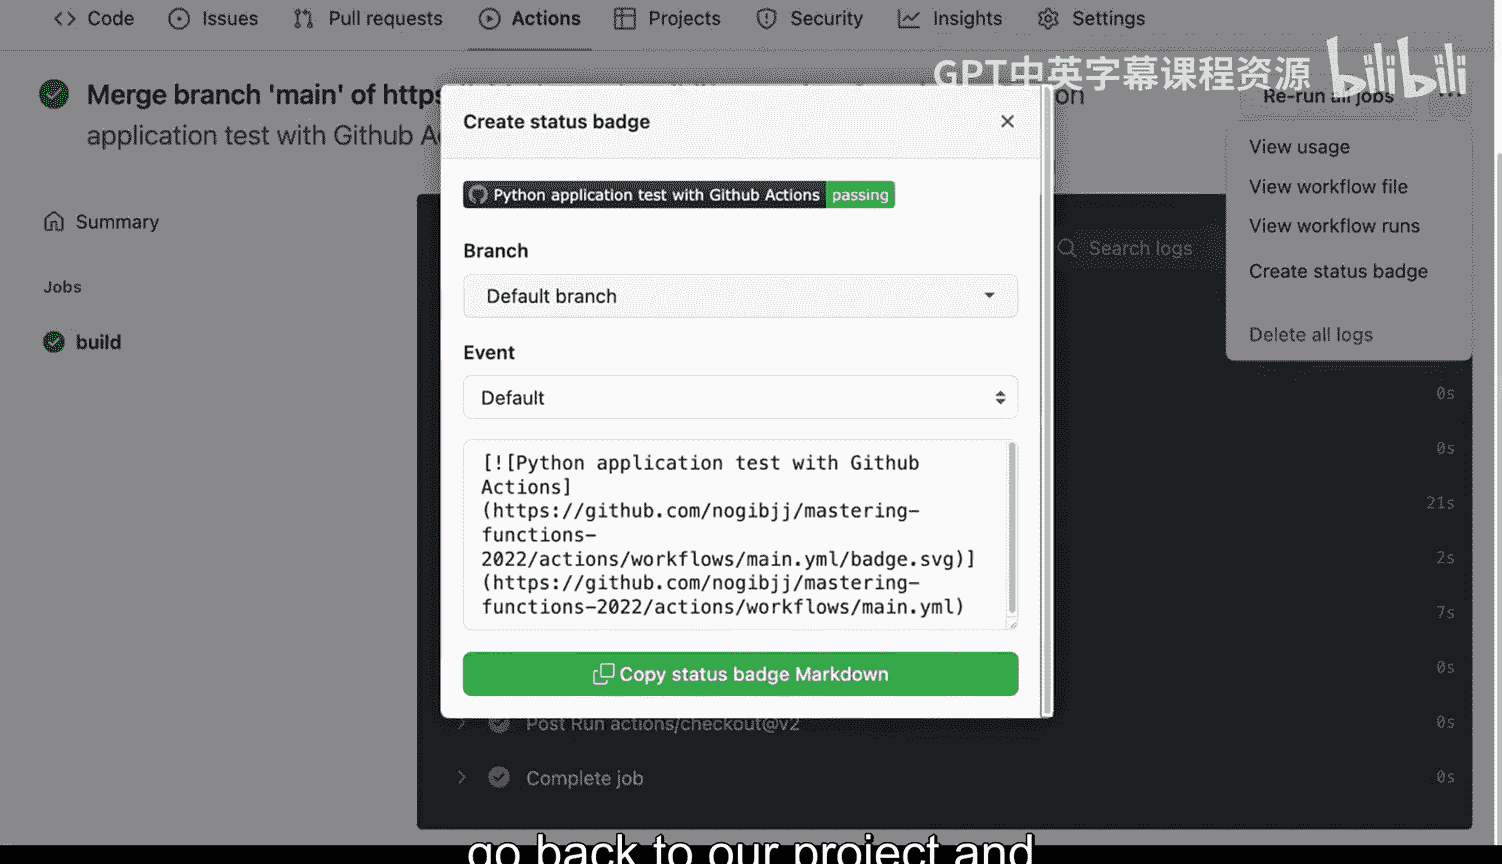 Code Issues Pull requests Actions Projects Security Insights Settings
GPT中英字幕课程资源 bilibili
Merge branch 'main' of https
on
Re-run all jobs ...
application test with Github A
Create status badge
View usage
Python application test with Github Actions passing
View workflow file
Summary
View workflow runs
Branch
Search logs
Default branch
Create status badge
Jobs
build
Event
Delete all logs
Default
0s
[![Python application test with Github
Actions]
0s
(https://github.com/nogibjj/mastering-
21s
functions-
2022/actions/workflows/main.yml/badge.svg)]
2s
(https://github.com/nogibjj/mastering-
functions-2022/actions/workflows/main.yml)
7s
Copy status badge Markdown
0s
Post Run actions/checkout@v2
0s
Complete job
0s
go back to our project and